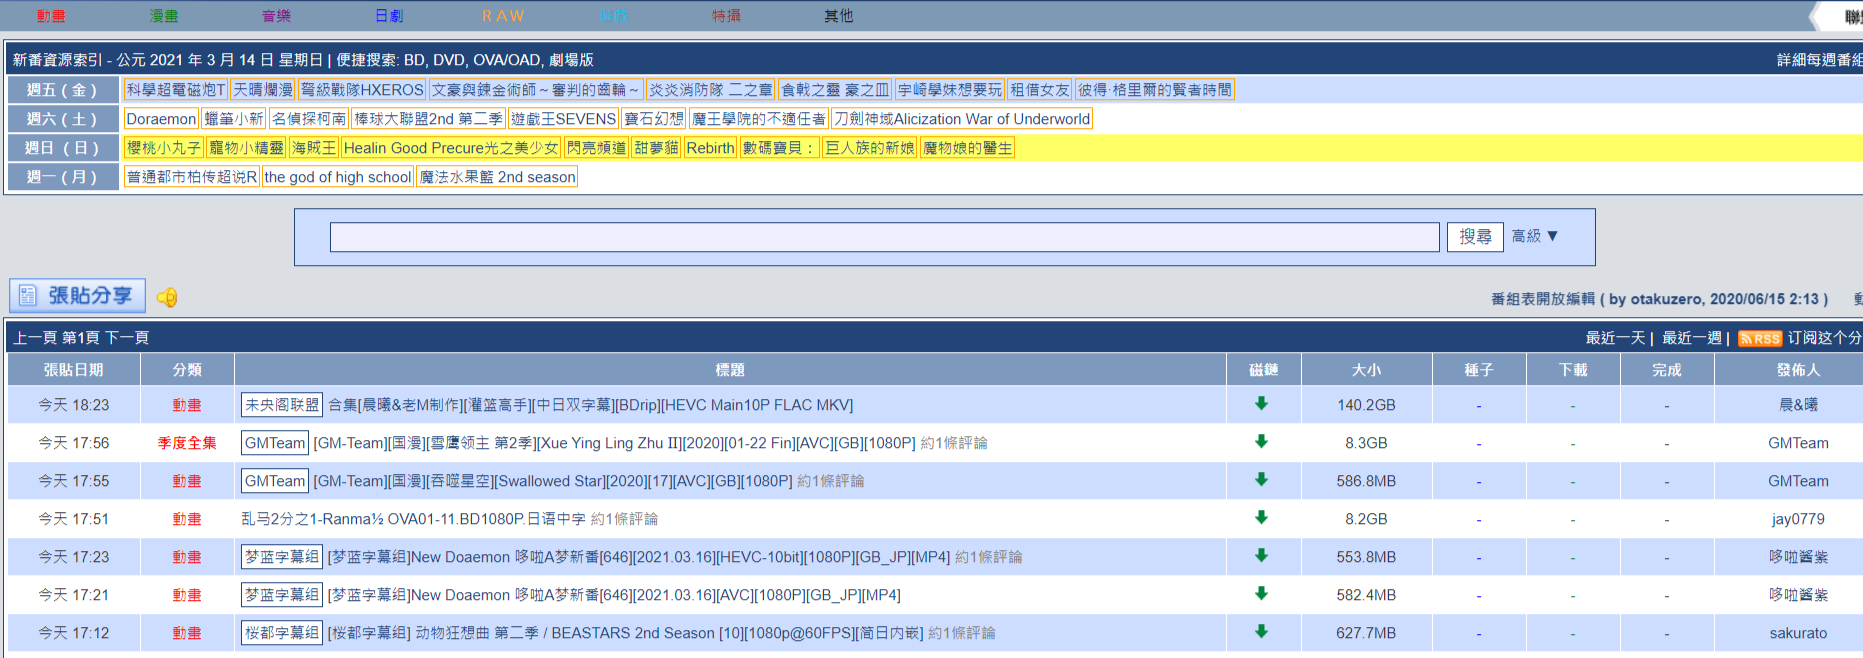 動畫 漫畫 音樂 日劇 ＲＡＷ 遊戲 特攝 其他
新番資源索引 - 公元 2021 年 3 月 14 日 星期日 | 便捷搜索: BD, DVD, OVA/OAD, 劇場版 詳細每週番組
週五 ( 金 ) 科學超電磁炮T 天晴爛漫 彎級戰隊HXEROS 文豪與鍊金術師～審判的齒輪～ 炎炎消防隊 二之章 食戟之靈 豪之皿 宇崎學妹想要玩 租借女友 彼得·格里爾的賢者時間
週六 ( 土 ) Doraemon 蠟筆小新 名偵探柯南 棒球大聯盟2nd 第二季 遊戲王SEVENS 寶石幻想 魔王學院的不適任者 刀劍神域Alicization War of Underworld
週日 ( 日 ) 櫻桃小丸子 寵物小精靈 海賊王 Healin Good Precure光之美少女 閃亮頻道 甜夢貓 Rebirth 數碼寶貝： 巨人族的新娘 魔物娘的醫生
週一 ( 月 ) 普通都市柏传超说R the god of high school 魔法水果籃 2nd season
搜尋 高級 ▼
張貼分享 番組表開放編輯 ( by otakuzero, 2020/06/15 2:13 )
上一頁 第1頁 下一頁 最近一天 | 最近一週 | RSS 订阅这个分
張貼日期 分類 標題 磁鏈 大小 種子 下載 完成 發佈人
今天 18:23 動畫 未央阁联盟 合集[晨曦&老M制作][灌篮高手][中日双字幕][BDrip][HEVC Main10P FLAC MKV] 140.2GB - - - 晨&曦
今天 17:56 季度全集 GMTeam [GM-Team][国漫][雪鹰领主 第2季][Xue Ying Ling Zhu Ⅱ][2020][01-22 Fin][AVC][GB][1080P] 約1條評論 8.3GB - - - GMTeam
今天 17:55 動畫 GMTeam [GM-Team][国漫][吞噬星空][Swallowed Star][2020][17][AVC][GB][1080P] 約1條評論 586.8MB - - - GMTeam
今天 17:51 動畫 乱马2分之1-Ranma½ OVA01-11.BD1080P.日语中字 約1條評論 8.2GB - - - jay0779
今天 17:23 動畫 梦蓝字幕组 [梦蓝字幕组]New Doaemon 哆啦A梦新番[646][2021.03.16][HEVC-10bit][1080P][GB_JP][MP4] 約1條評論 553.8MB - - - 哆啦酱紫
今天 17:21 動畫 梦蓝字幕组 [梦蓝字幕组]New Doaemon 哆啦A梦新番[646][2021.03.16][AVC][1080P][GB_JP][MP4] 582.4MB - - - 哆啦酱紫
今天 17:12 動畫 桜都字幕组 [桜都字幕组] 动物狂想曲 第二季 / BEASTARS 2nd Season [10][1080p@60FPS][简日内嵌] 約1條評論 627.7MB - - - sakurato